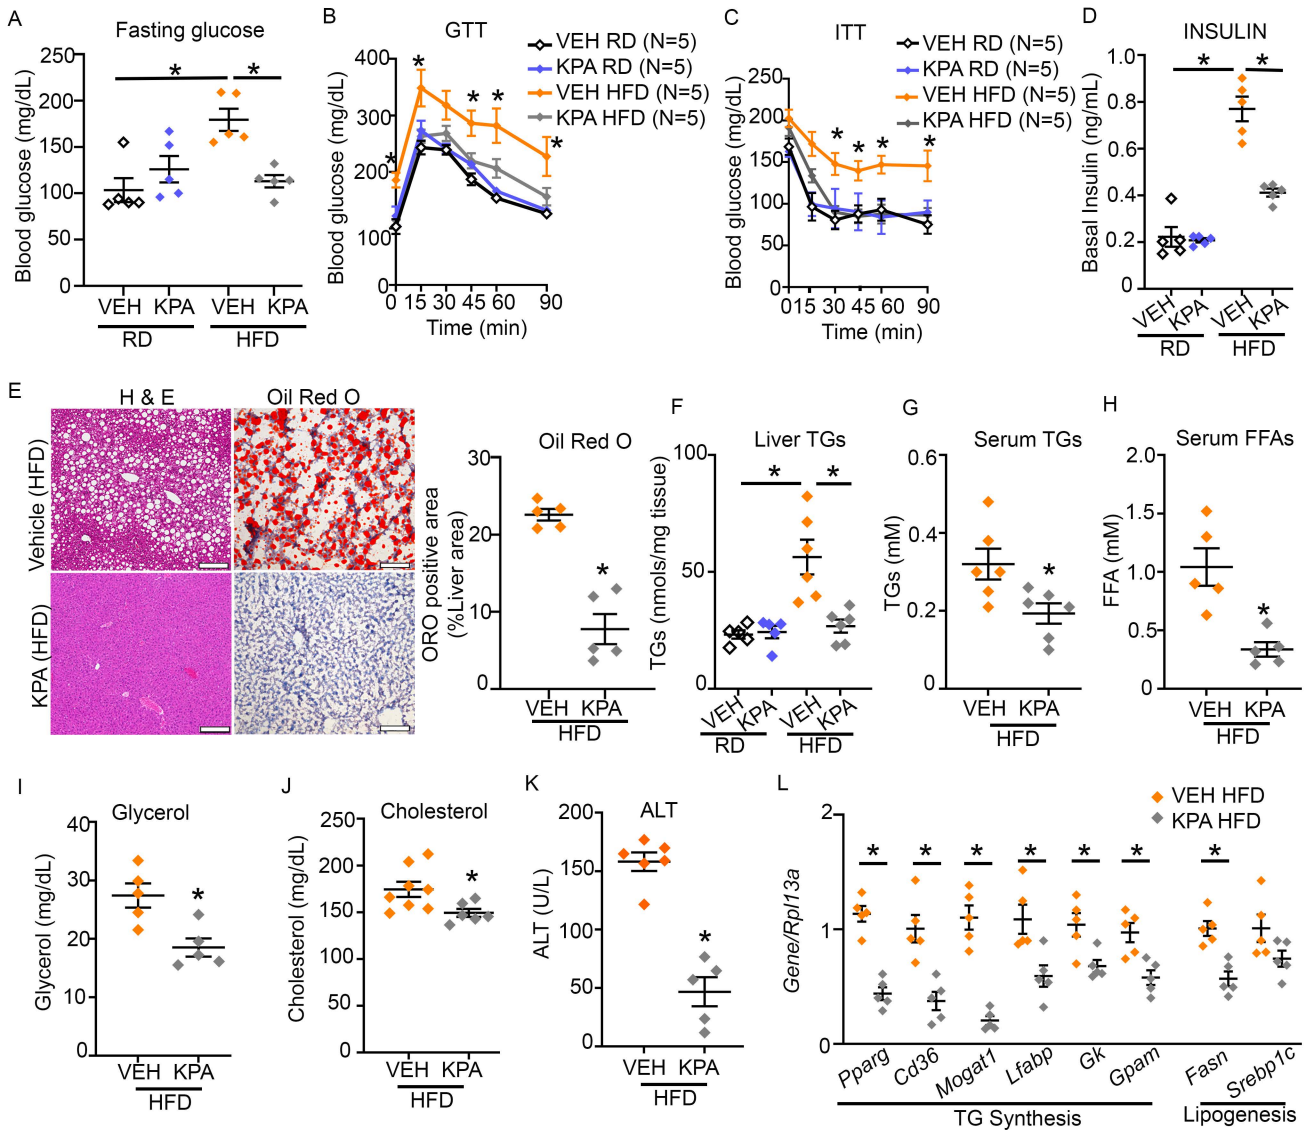 A
Fasting glucose
Blood glucose (mg/dL)
250
200
150
100
50
0
*
*
VEH KPA VEH KPA
RD HFD
B
GTT
Blood glucose (mg/dL)
400
300
200
100
0
*
*
*
*
*
0 15 30 45 60 90
Time (min)
VEH RD (N=5)
KPA RD (N=5)
VEH HFD (N=5)
KPA HFD (N=5)
C
ITT
Blood glucose (mg/dL)
250
200
150
100
50
0
*
*
*
*
0 15 30 45 60 90
Time (min)
VEH RD (N=5)
KPA RD (N=5)
VEH HFD (N=5)
KPA HFD (N=5)
D
INSULIN
Basal Insulin (ng/mL)
1.0
0.8
0.6
0.4
0.2
0
*
*
VEH KPA VEH KPA
RD HFD
E
H & E
Oil Red O
Vehicle (HFD)
KPA (HFD)
Oil Red O
ORO positive area
(%Liver area)
30
20
10
0
*
VEH KPA
HFD
F
Liver TGs
TGs (nmols/mg tissue)
100
50
0
*
*
VEH KPA VEH KPA
RD HFD
G
Serum TGs
TGs (mM)
0.6
0.4
0.2
0
*
VEH KPA
HFD
H
Serum FFAs
FFA (mM)
2.0
1.5
1.0
0.5
0
*
VEH KPA
HFD
I
Glycerol
Glycerol (mg/dL)
40
30
20
10
0
*
VEH KPA
HFD
J
Cholesterol
Cholesterol (mg/dL)
250
200
150
100
50
0
*
VEH KPA
HFD
K
ALT
ALT (U/L)
200
150
100
50
0
*
VEH KPA
HFD
L
VEH HFD
KPA HFD
Gene/Rpl13a
2
1
0
* * * * * * *
Pparg Cd36 Mogat1 Lfabp Gk Gpam Fasn Srebp1c
TG Synthesis
Lipogenesis